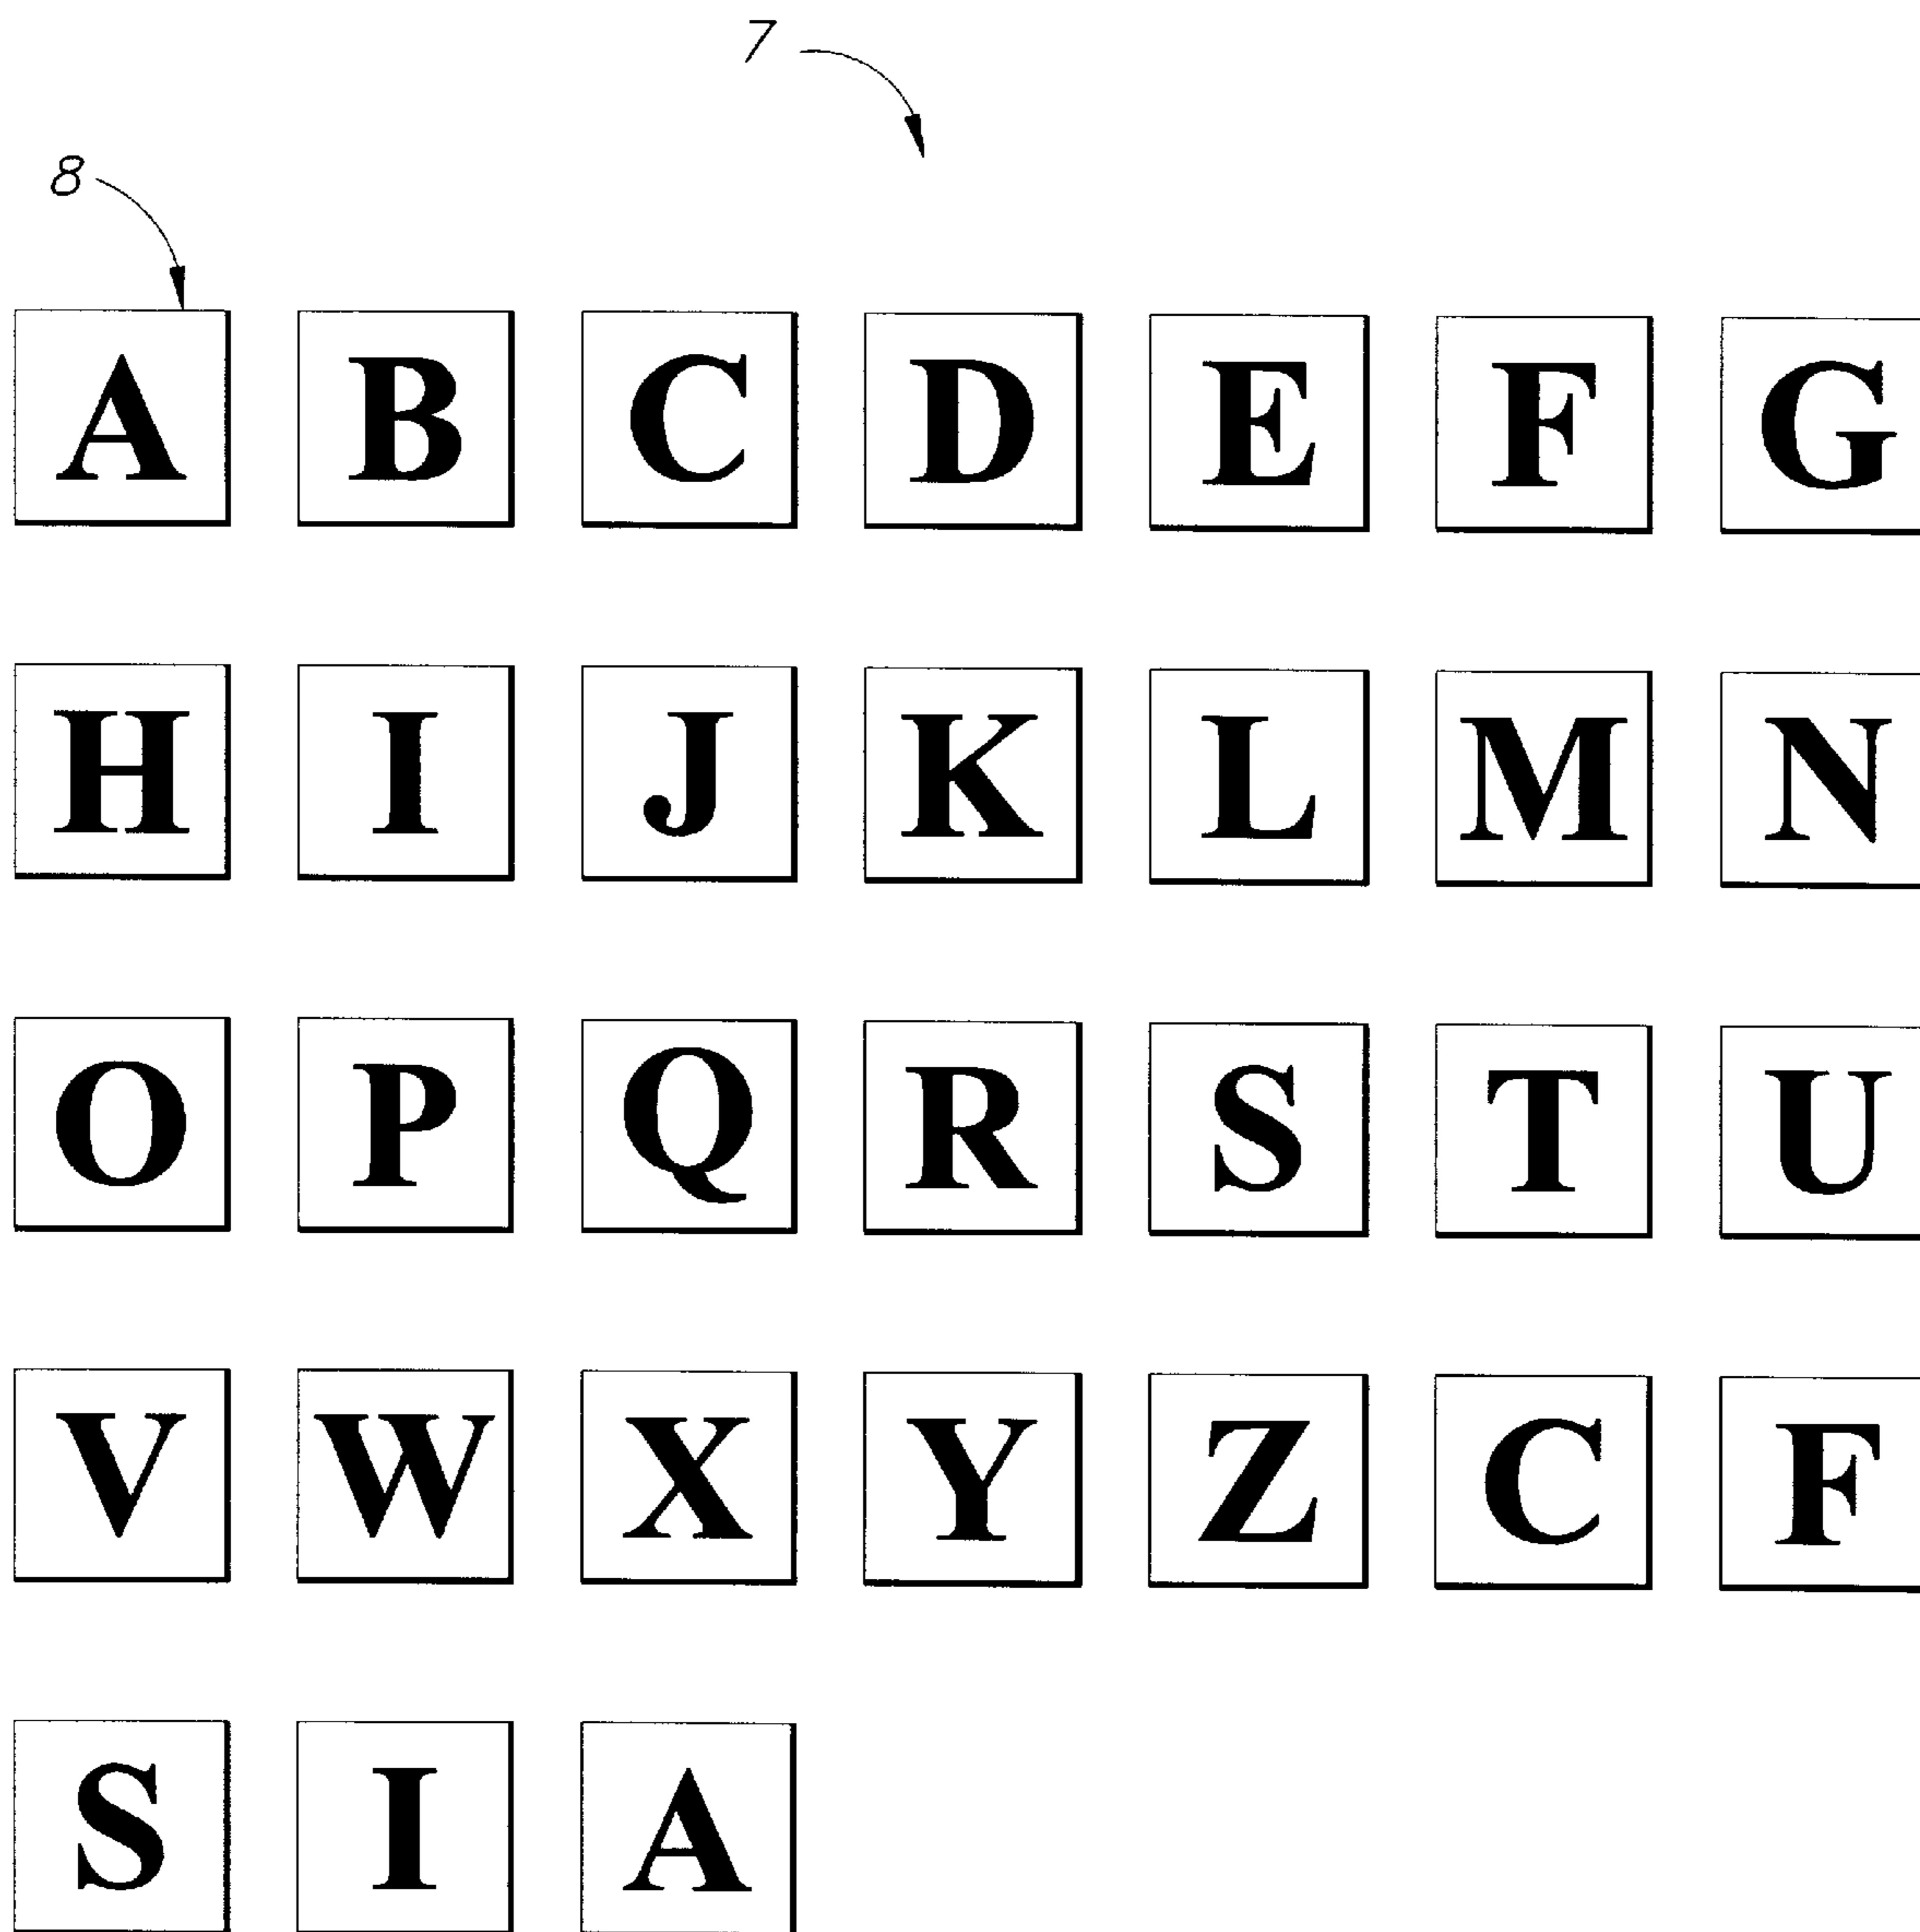 7
8
A B C D E F G
H I J K L M N
O P Q R S T U
V W X Y Z C F
S I A